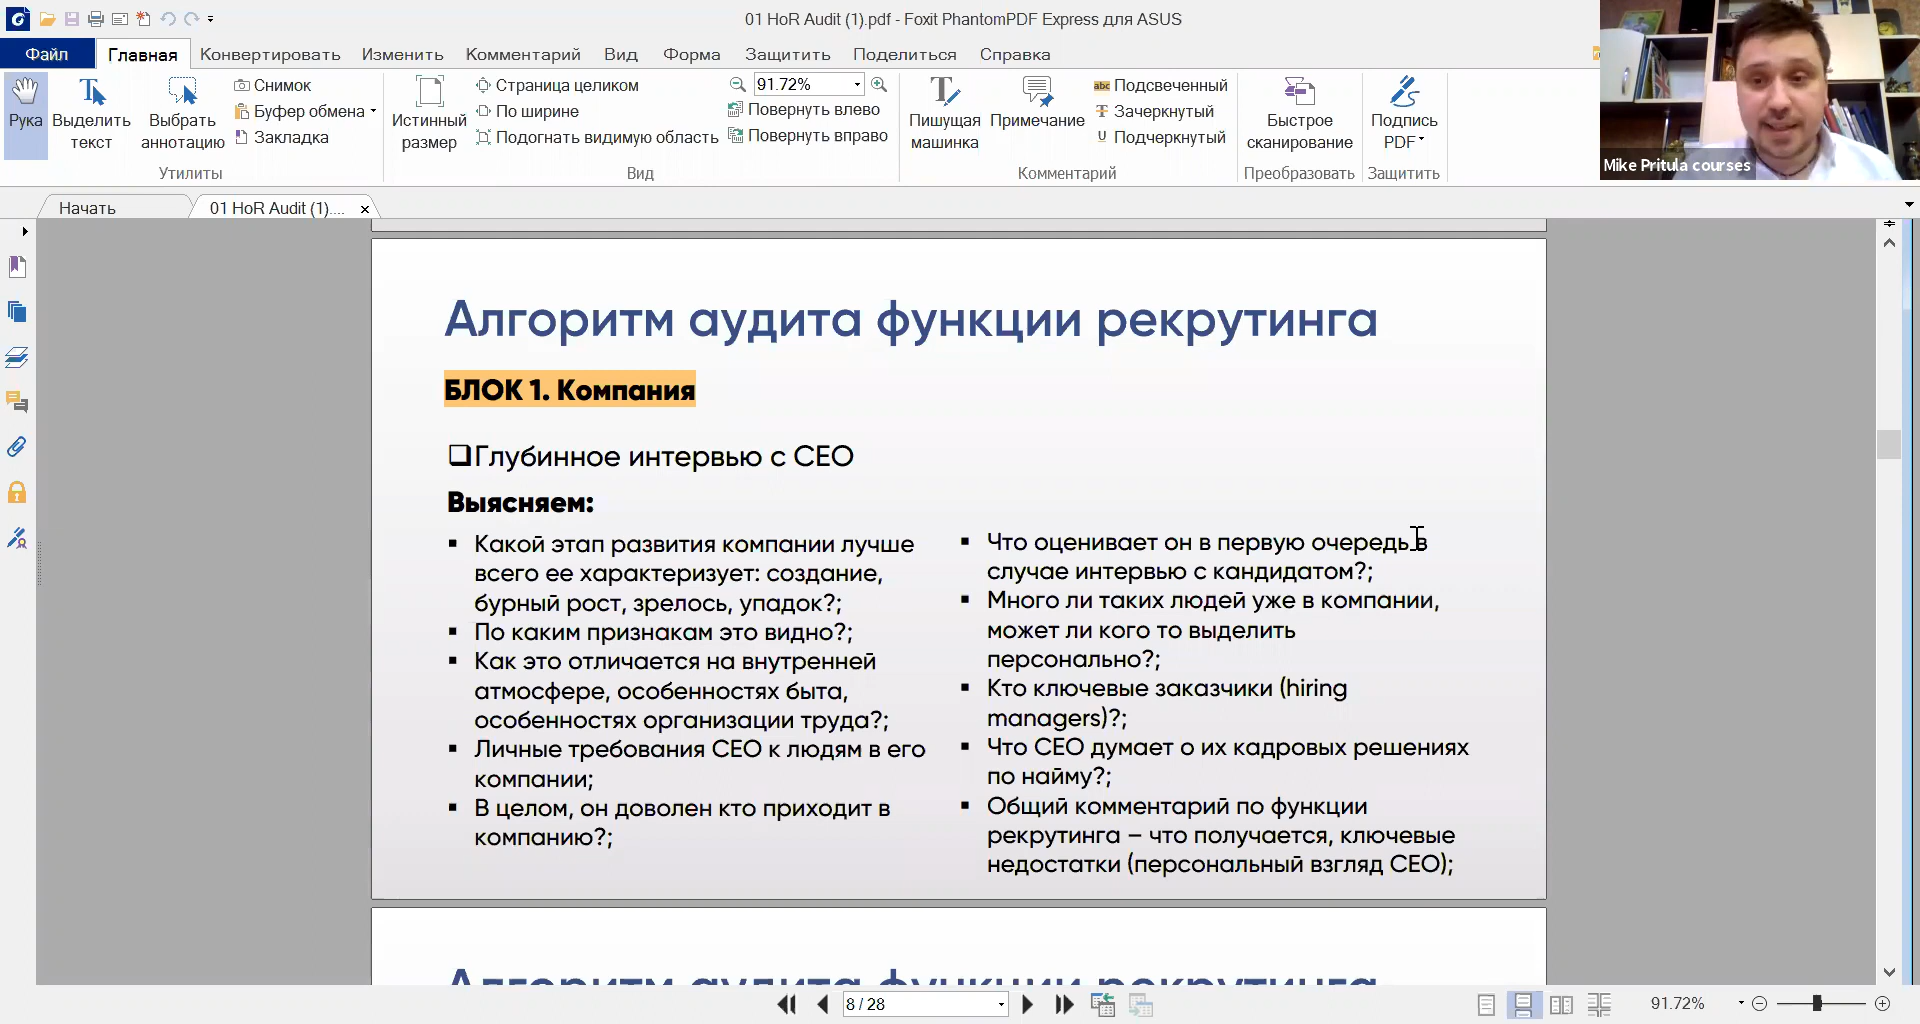 01 HoR Audit (1).pdf - Foxit PhantomPDF Express для ASUS
Файл Главная Конвертировать Изменить Комментарий Вид Форма Защитить Поделиться Справка
Рука
Выделить текст
Выбрать аннотацию
Снимок
Буфер обмена
Закладка
Утилиты
Истинный размер
Страница целиком
По ширине
Подогнать видимую область
91.72%
Повернуть влево
Повернуть вправо
Вид
Пишущая машинка
Примечание
Подсвеченный
Зачеркнутый
Подчеркнутый
Комментарий
Быстрое сканирование
Преобразовать
Подпись PDF
Защитить
Mike Pritula courses
Начать
01 HoR Audit (1)....
Алгоритм аудита функции рекрутинга
БЛОК 1. Компания
Глубинное интервью с CEO
Выясняем:
Какой этап развития компании лучше
всего ее характеризует: создание,
бурный рост, зрелось, упадок?;
По каким признакам это видно?;
Как это отличается на внутренней
атмосфере, особенностях быта,
особенностях организации труда?;
Личные требования CEO к людям в его
компании;
В целом, он доволен кто приходит в
компанию?;
Что оценивает он в первую очередь в
случае интервью с кандидатом?;
Много ли таких людей уже в компании,
может ли кого то выделить
персонально?;
Кто ключевые заказчики (hiring
managers)?;
Что CEO думает о их кадровых решениях
по найму?;
Общий комментарий по функции
рекрутинга – что получается, ключевые
недостатки (персональный взгляд CEO);
Алгоритм аудита функции рекрутинга
8 / 28
91.72%